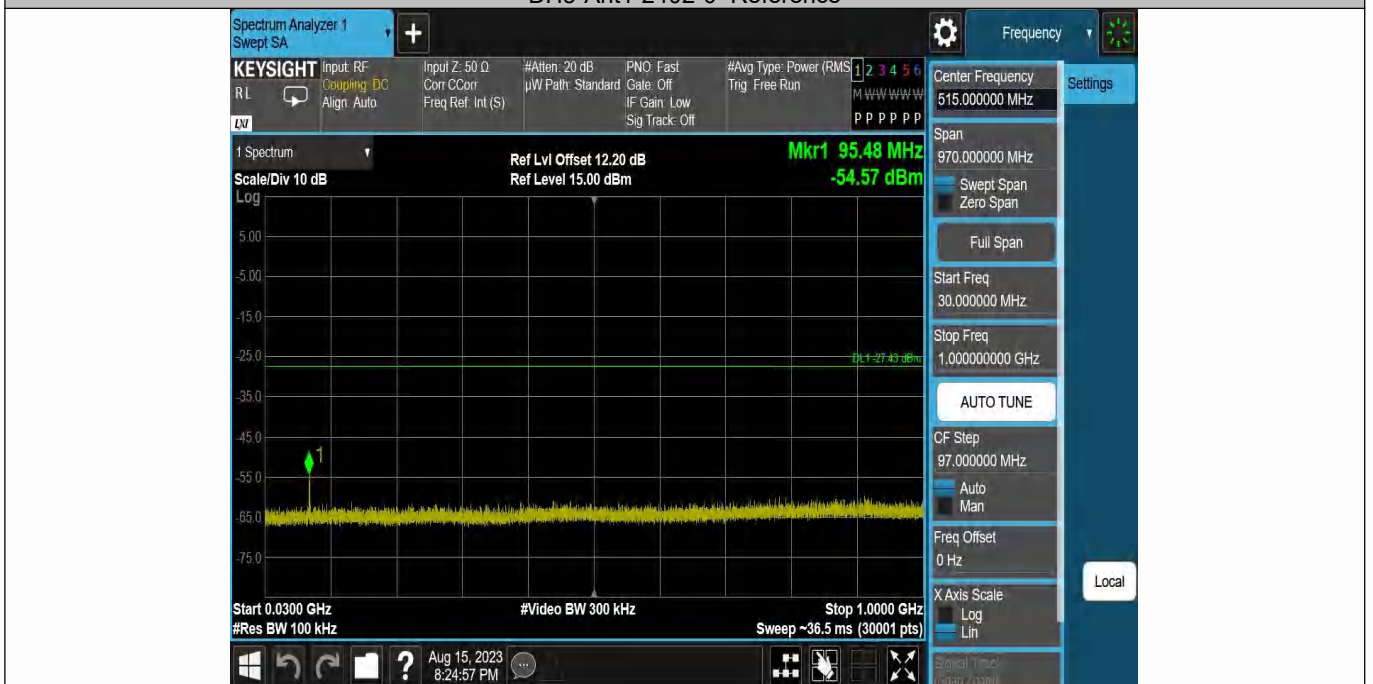 Spectrum Analyzer 1
Swept SA
Frequency
KEYSIGHT
RL
LXI
Input: RF
Coupling: DC
Align: Auto
Input Z: 50 Ω
Corr CCorr
Freq Ref: Int (S)
#Atten: 20 dB
µW Path: Standard
PNO: Fast
Gate: Off
IF Gain: Low
Sig Track: Off
#Avg Type: Power (RMS
Trig: Free Run
1 2 3 4 5 6
M W W W W W
P P P P P P
1 Spectrum
Scale/Div 10 dB
Log
Ref Lvl Offset 12.20 dB
Ref Level 15.00 dBm
Mkr1 95.48 MHz
-54.57 dBm
5.00
-5.00
-15.0
-25.0
DL1 -27.43 dBm
-35.0
-45.0
1
-55.0
-65.0
-75.0
Start 0.0300 GHz
#Res BW 100 kHz
#Video BW 300 kHz
Stop 1.0000 GHz
Sweep ~36.5 ms (30001 pts)
Aug 15, 2023
8:24:57 PM
Center Frequency
515.000000 MHz
Settings
Span
970.000000 MHz
Swept Span
Zero Span
Full Span
Start Freq
30.000000 MHz
Stop Freq
1.000000000 GHz
AUTO TUNE
CF Step
97.000000 MHz
Auto
Man
Freq Offset
0 Hz
X Axis Scale
Log
Lin
Local
Signal Track
(Span Zoom)